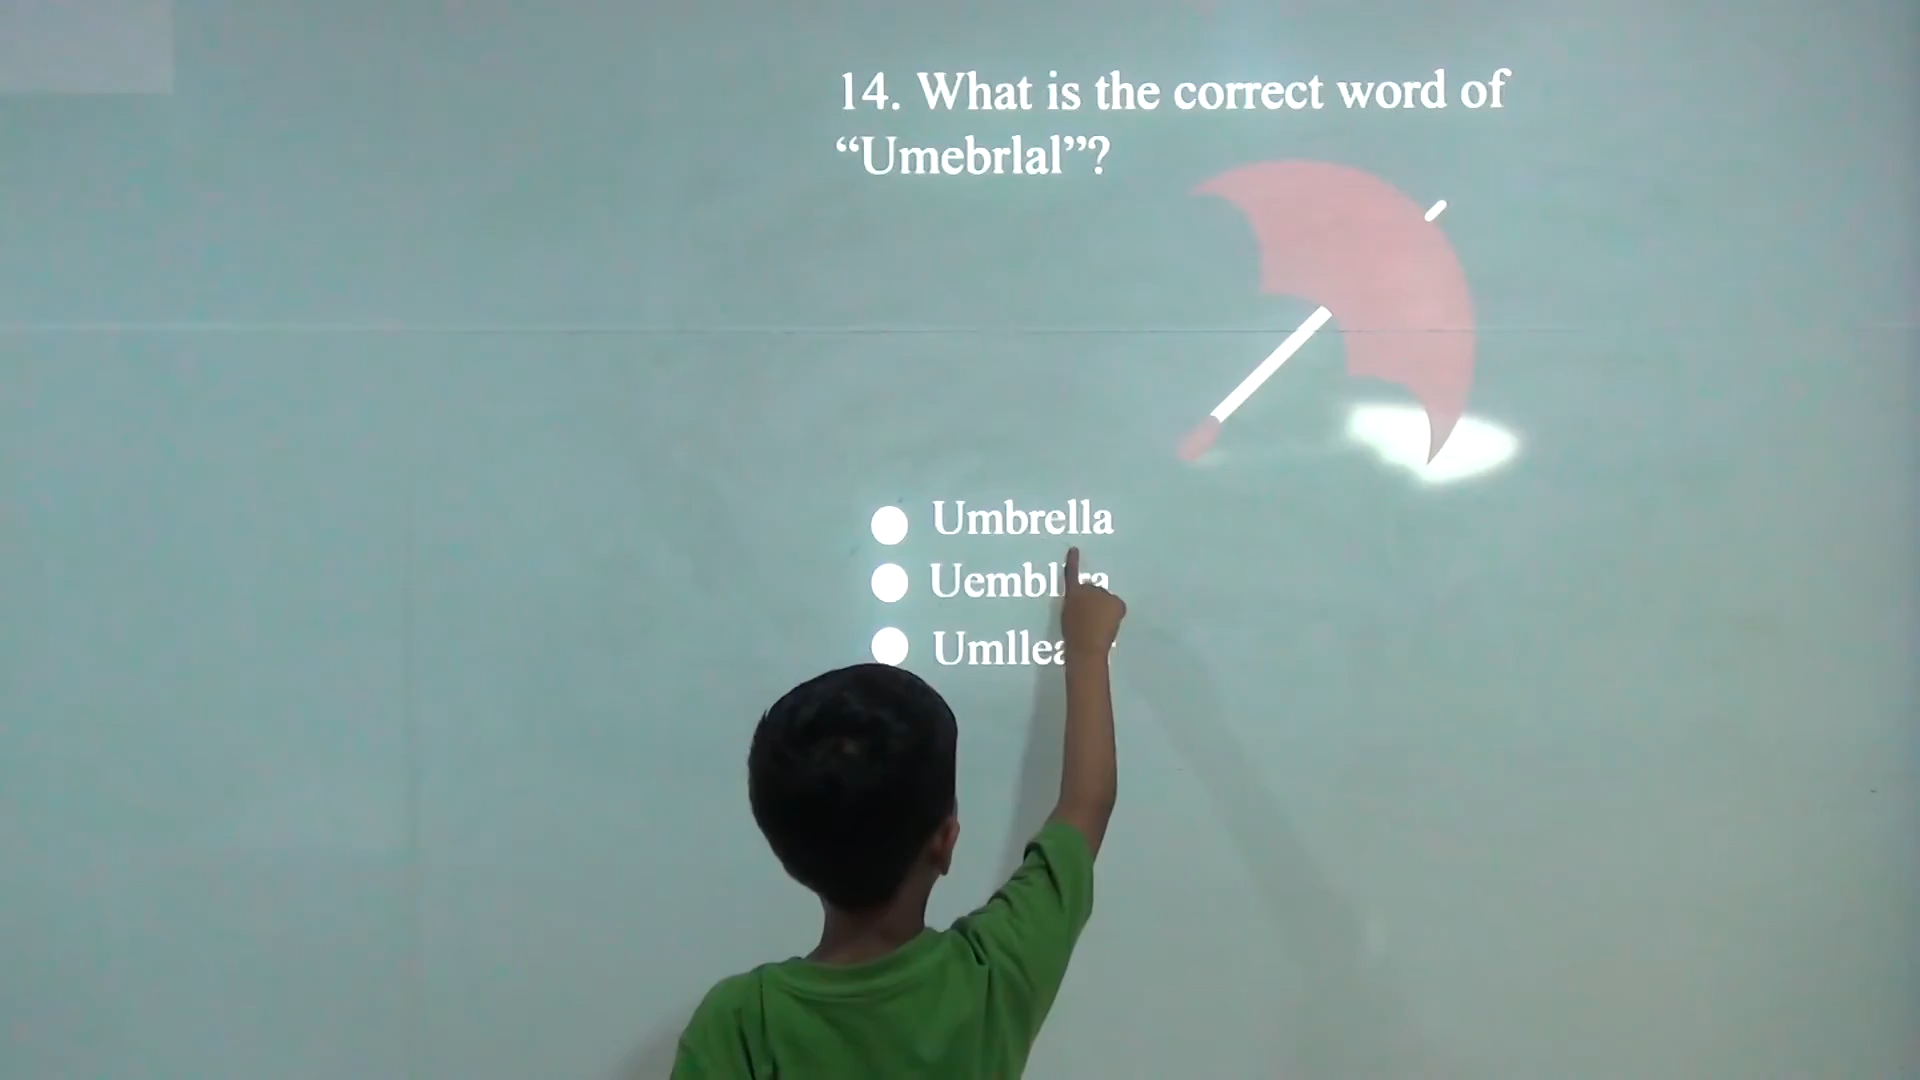 14. What is the correct word of
“Umebrlal”?
Umbrella